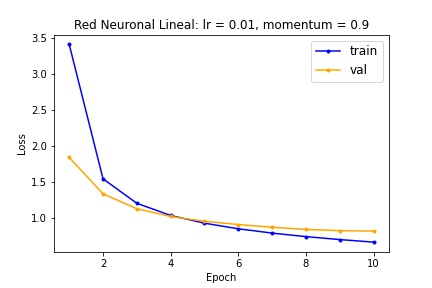 Red Neuronal Lineal: lr = 0.01, momentum = 0.9
3.5
3.0
2.5
2.0
1.5
1.0
Loss
train
val
2
4
6
8
10
Epoch